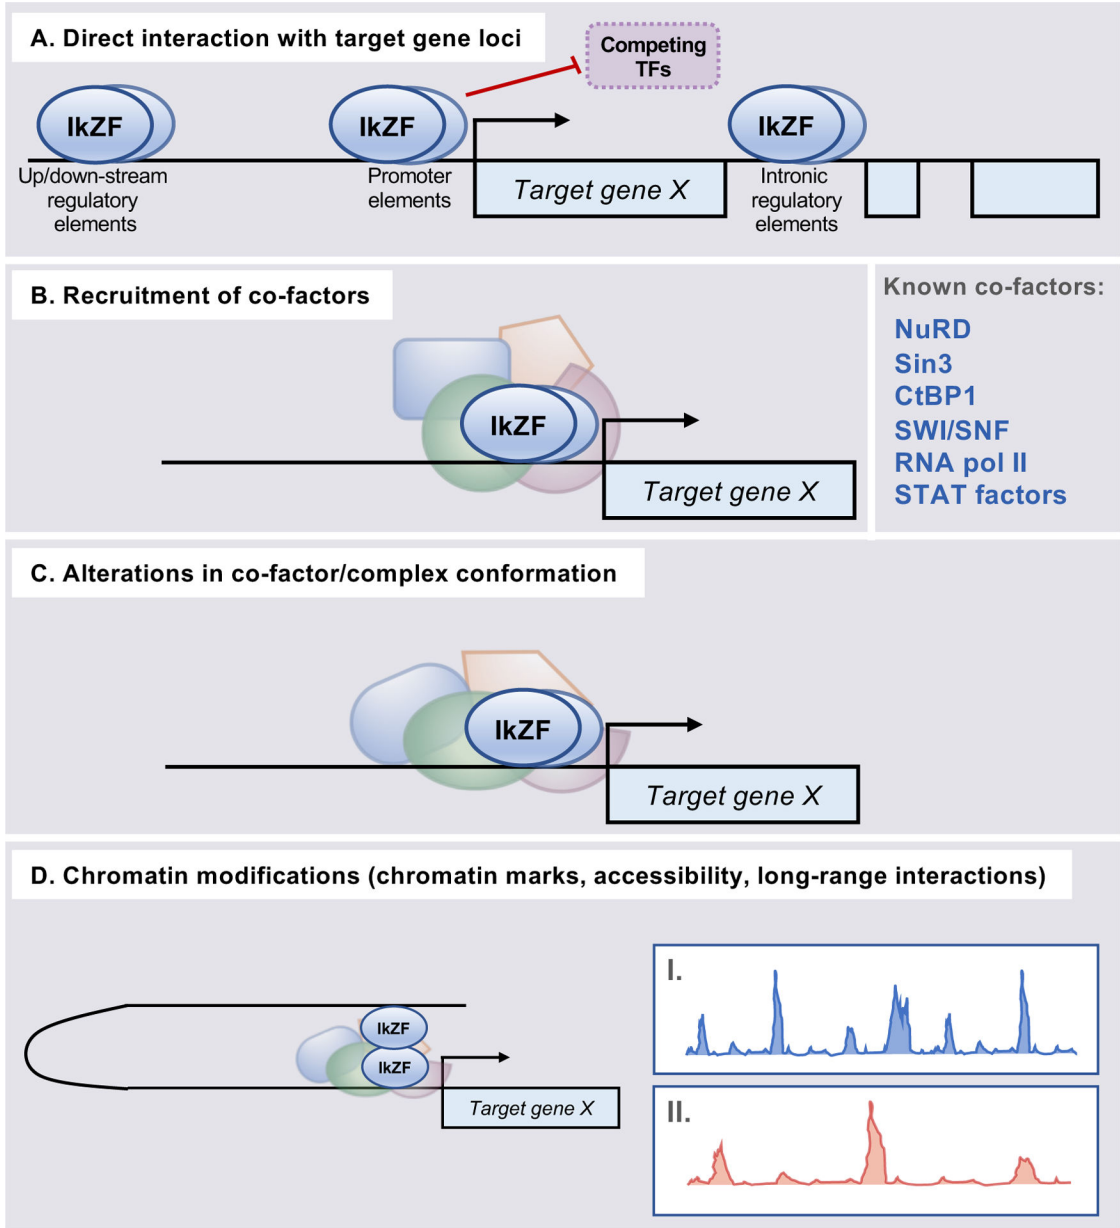 A. Direct interaction with target gene loci
Competing
TFs
IkZF
IkZF
IkZF
Up/down-stream
regulatory
elements
Promoter
elements
Target gene X
Intronic
regulatory
elements
B. Recruitment of co-factors
IkZF
Target gene X
Known co-factors:
NuRD
Sin3
CtBP1
SWI/SNF
RNA pol II
STAT factors
C. Alterations in co-factor/complex conformation
IkZF
Target gene X
D. Chromatin modifications (chromatin marks, accessibility, long-range interactions)
IkZF
IkZF
Target gene X
I.
II.